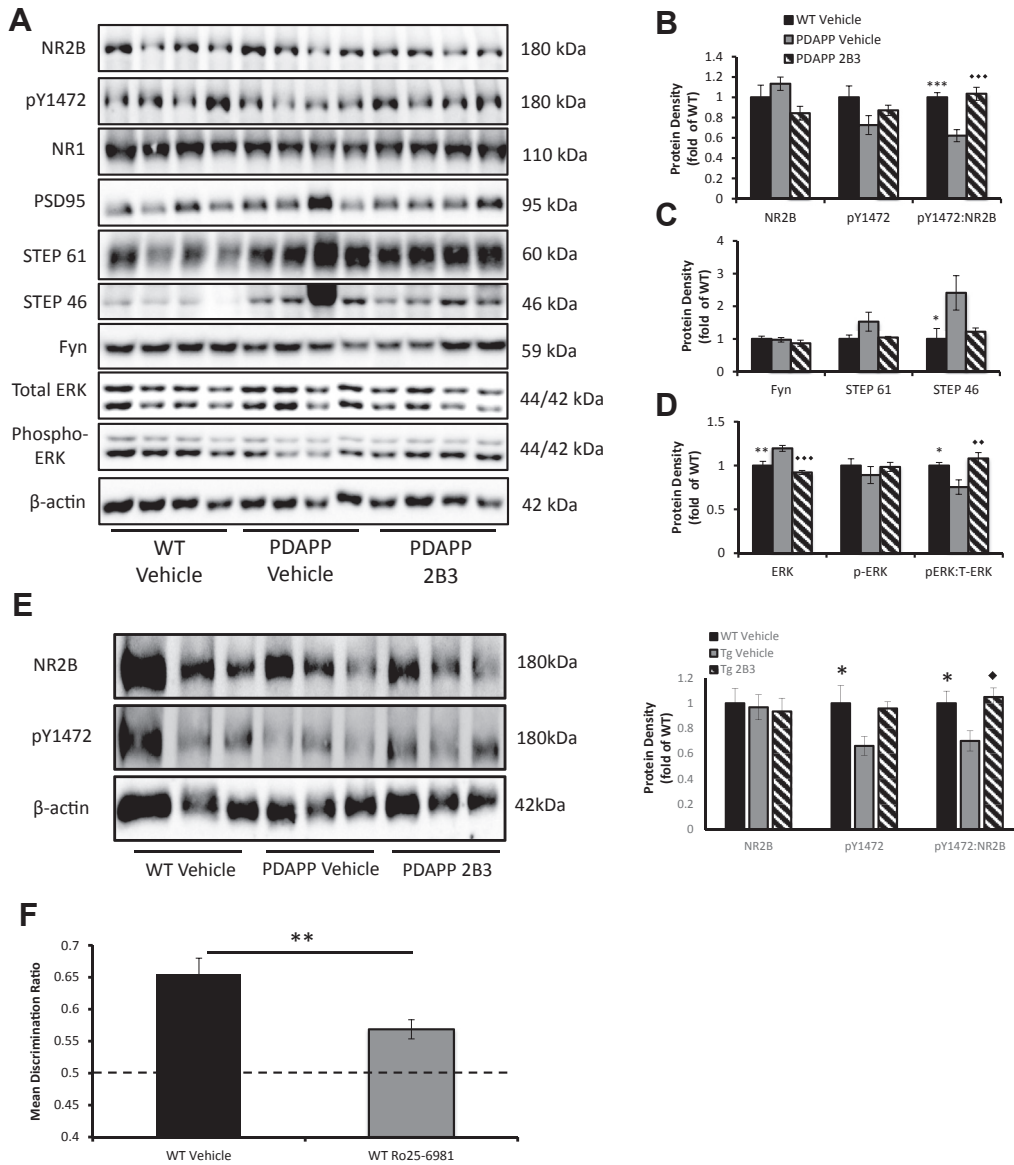 A
NR2B 180 kDa
pY1472 180 kDa
NR1 110 kDa
PSD95 95 kDa
STEP 61 60 kDa
STEP 46 46 kDa
Fyn 59 kDa
Total ERK 44/42 kDa
Phospho-
ERK 44/42 kDa
β-actin 42 kDa
WT
Vehicle
PDAPP
Vehicle
PDAPP
2B3
B
WT Vehicle
PDAPP Vehicle
PDAPP 2B3
Protein Density
(fold of WT)
1.4
1.2
1
0.8
0.6
0.4
0.2
0
*** ♦♦♦
NR2B pY1472 pY1472:NR2B
C
Protein Density
(fold of WT)
4
3
2
1
0
*
Fyn STEP 61 STEP 46
D
Protein Density
(fold of WT)
1.5
1
0.5
0
** ♦♦♦ * ♦♦
ERK p-ERK pERK:T-ERK
E
NR2B 180kDa
pY1472 180kDa
β-actin 42kDa
WT Vehicle PDAPP Vehicle PDAPP 2B3
WT Vehicle
Tg Vehicle
Tg 2B3
Protein Density
(fold of WT)
1.2
1
0.8
0.6
0.4
0.2
0
* * ♦
NR2B pY1472 pY1472:NR2B
F
Mean Discrimination Ratio
0.7
0.65
0.6
0.55
0.5
0.45
0.4
**
WT Vehicle WT Ro25-6981